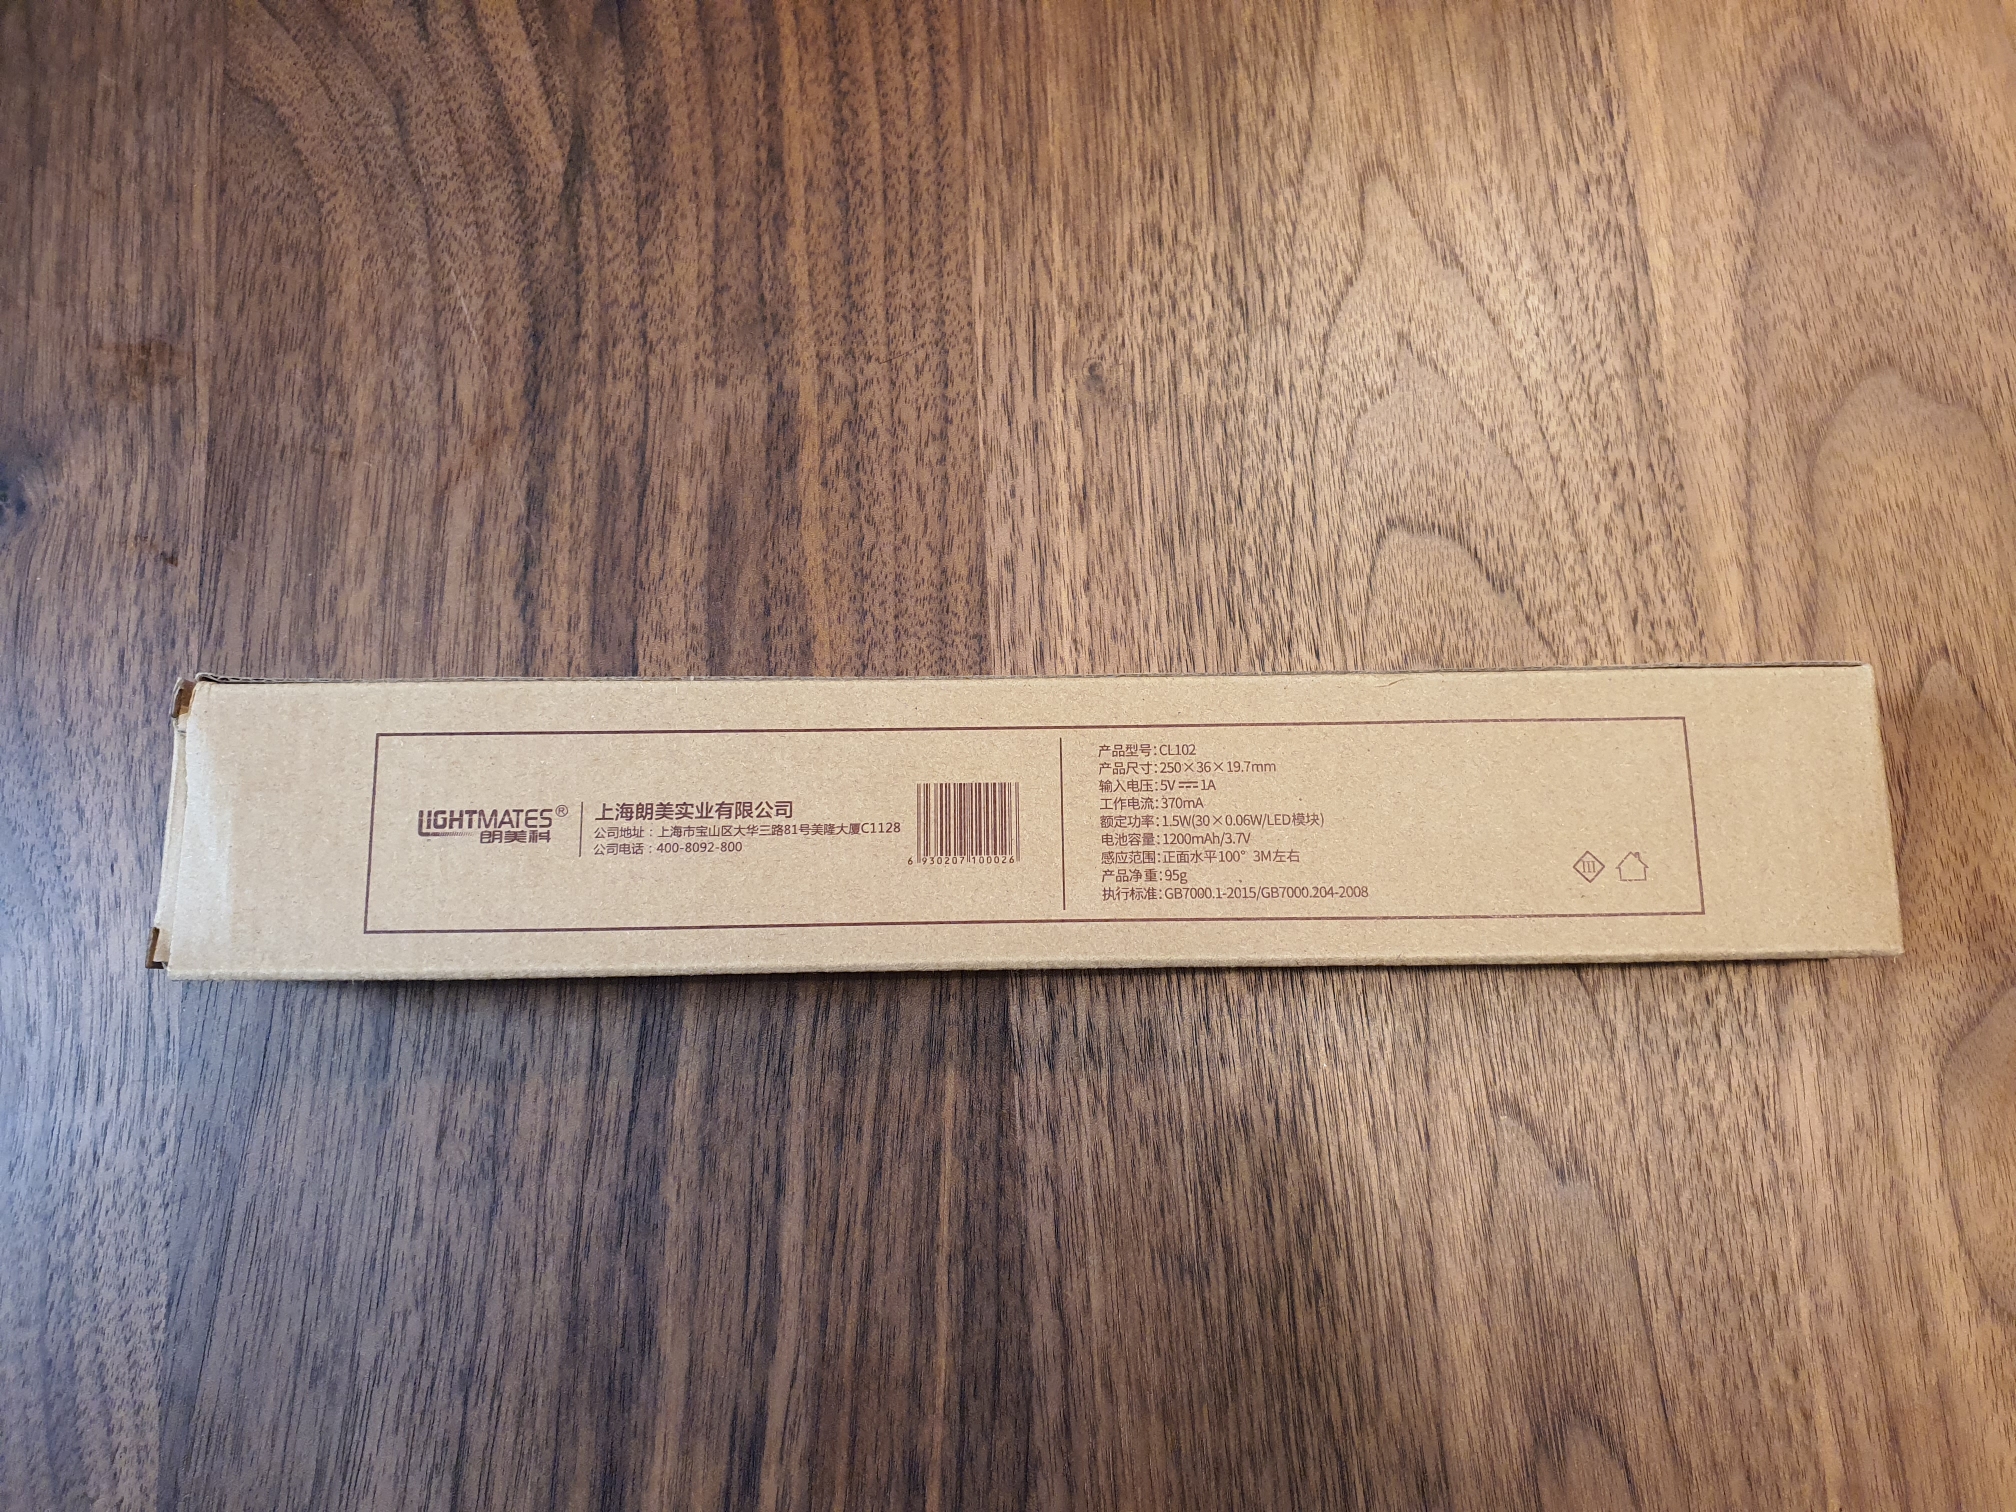 LIGHTMATES®
朗美科
上海朗美实业有限公司
公司地址：上海市宝山区大华三路81号美隆大厦C1128
公司电话：400-8092-800
6 930207 100026
产品型号:CL102
产品尺寸:250×36×19.7mm
输入电压:5V⎓1A
工作电流:370mA
额定功率:1.5W(30×0.06W/LED模块)
电池容量:1200mAh/3.7V
感应范围:正面水平100° 3M左右
产品净重:95g
执行标准:GB7000.1-2015/GB7000.204-2008
III